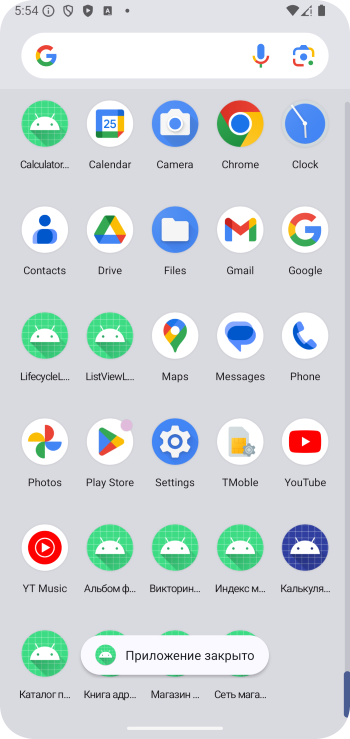 5:54
Calculator...
Calendar
Camera
Chrome
Clock
Contacts
Drive
Files
Gmail
Google
LifecycleL...
ListViewL...
Maps
Messages
Phone
Photos
Play Store
Settings
TMoble
YouTube
YT Music
Альбом ф...
Викторин...
Индекс м...
Калькуля...
Приложение закрыто
Каталог п...
Книга адр...
Магазин ...
Сеть мага...